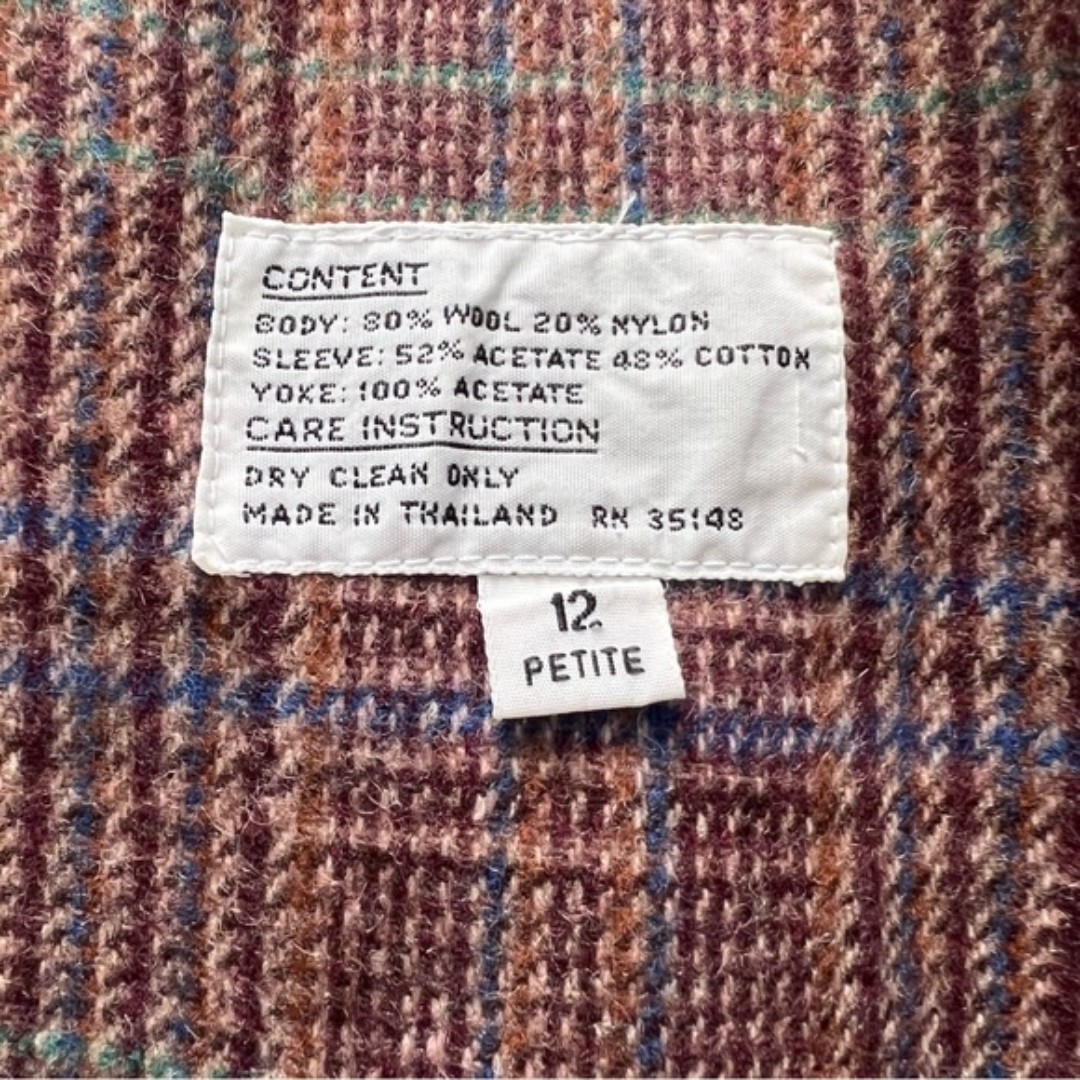 CONTENT
BODY: 80% WOOL 20% NYLON
SLEEVE: 52% ACETATE 48% COTTON
YOKE: 100% ACETATE
CARE INSTRUCTION
DRY CLEAN ONLY
MADE IN THAILAND RN 35148
12
PETITE